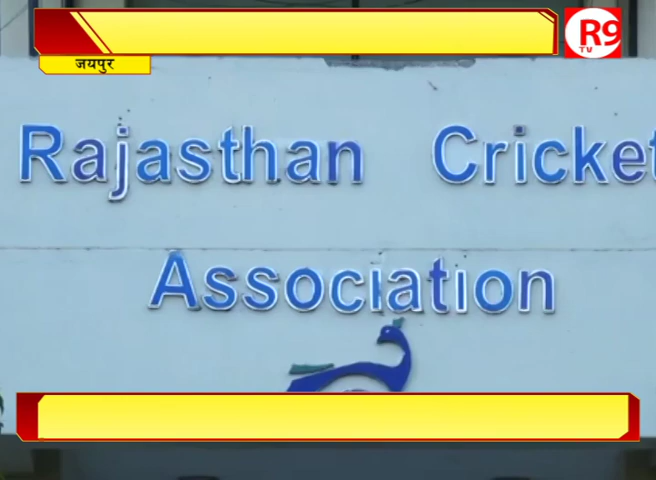 R9
TV
जयपुर
Rajasthan Cricket
Association